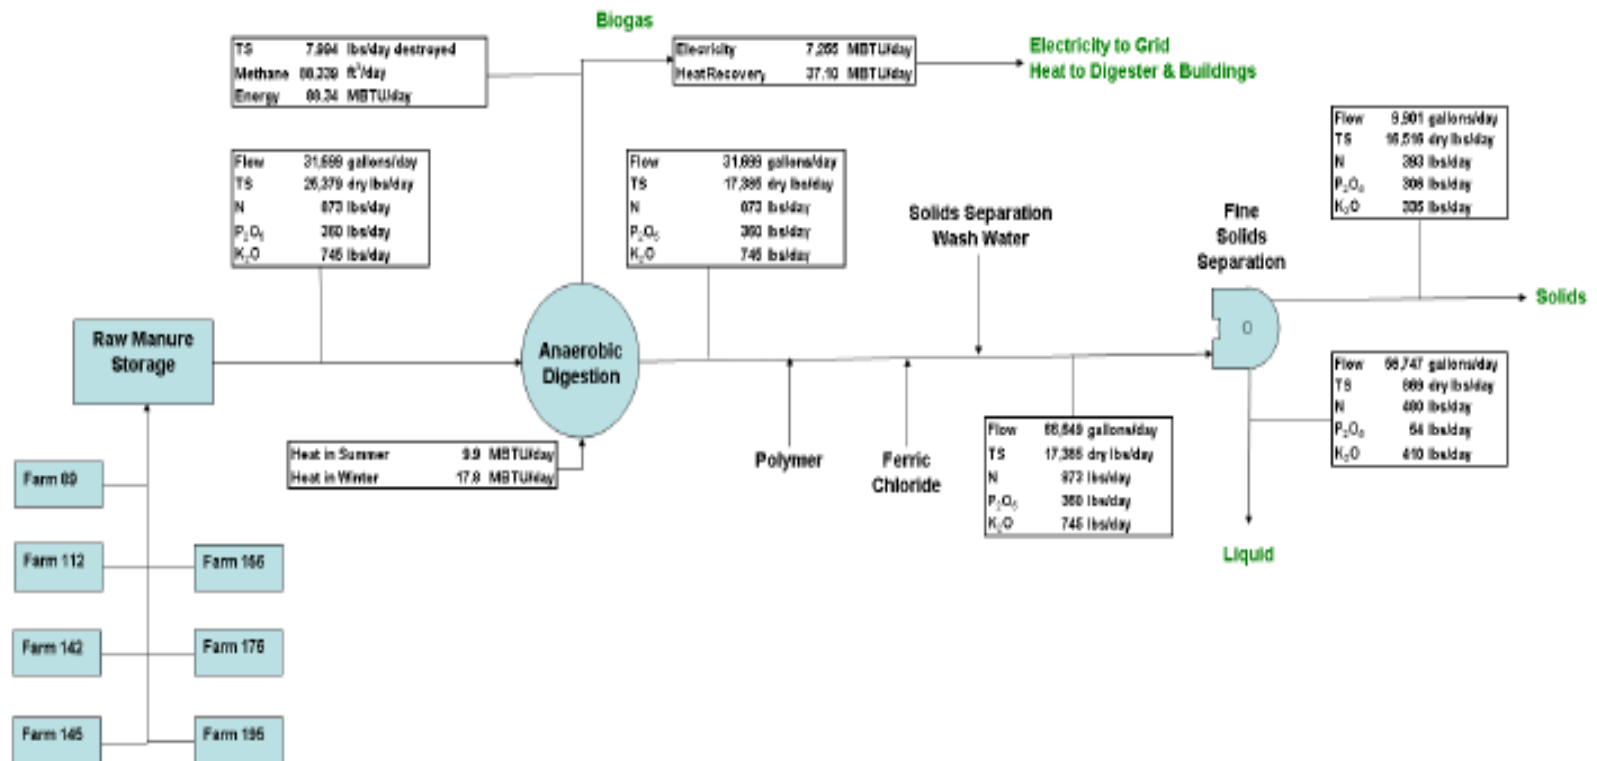 Biogas
TS 7,994 lbs/day destroyed
Methane 88,339 ft³/day
Energy 88.34 MBTU/day
Electricity 7,255 MBTU/day
Heat Recovery 37.10 MBTU/day
Electricity to Grid
Heat to Digester & Buildings
Flow 31,699 gallons/day
TS 25,379 dry lbs/day
N 873 lbs/day
P₂O₅ 360 lbs/day
K₂O 745 lbs/day
Flow 31,699 gallons/day
TS 17,385 dry lbs/day
N 873 lbs/day
P₂O₅ 360 lbs/day
K₂O 745 lbs/day
Flow 9,901 gallons/day
TS 16,516 dry lbs/day
N 393 lbs/day
P₂O₅ 306 lbs/day
K₂O 335 lbs/day
Solids Separation
Wash Water
Fine
Solids
Separation
Solids
Raw Manure
Storage
Anaerobic
Digestion
Heat in Summer 9.9 MBTU/day
Heat in Winter 17.8 MBTU/day
Polymer
Ferric
Chloride
Flow gallons/day
TS 17,385 dry lbs/day
N 873 lbs/day
P₂O₅ 360 lbs/day
K₂O 745 lbs/day
Flow gallons/day
TS 869 dry lbs/day
N 480 lbs/day
P₂O₅ 54 lbs/day
K₂O 410 lbs/day
Liquid
Farm 89
Farm 112
Farm 142
Farm 145
Farm
Farm 176
Farm 195